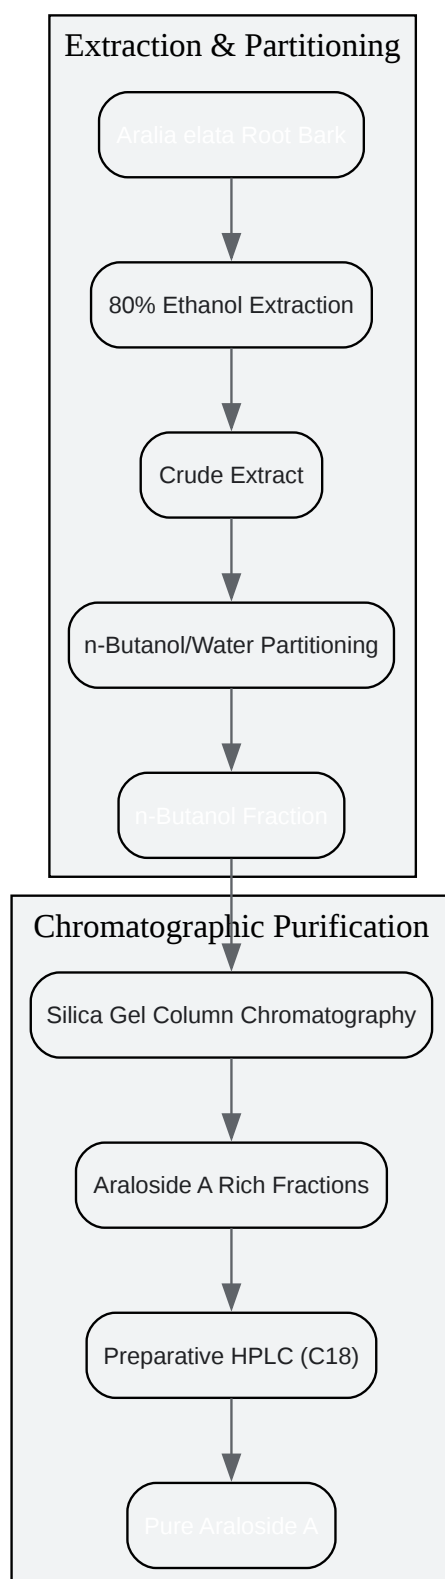 Extraction & Partitioning
Aralia elata Root Bark
80% Ethanol Extraction
Crude Extract
n-Butanol/Water Partitioning
n-Butanol Fraction
Chromatographic Purification
Silica Gel Column Chromatography
Araloside A Rich Fractions
Preparative HPLC (C18)
Pure Araloside A